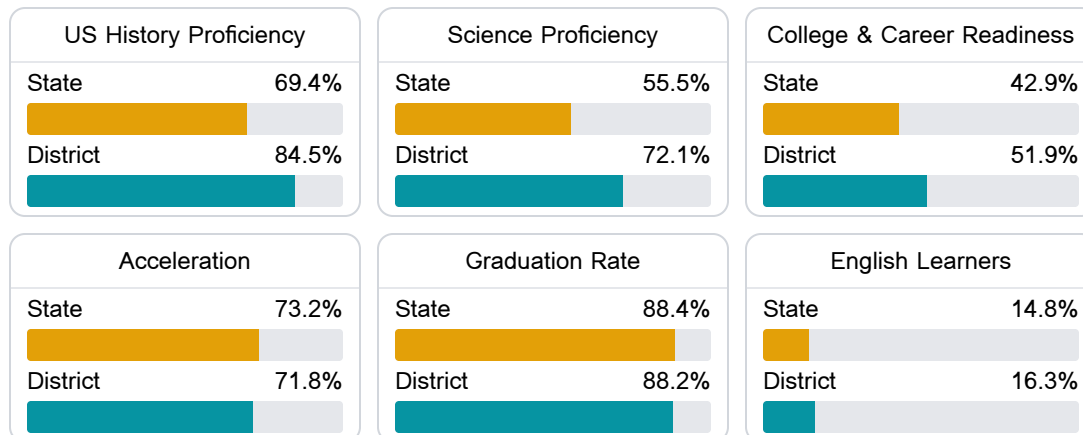 US History Proficiency
State 69.4%
District 84.5%
Science Proficiency
State 55.5%
District 72.1%
College & Career Readiness
State 42.9%
District 51.9%
Acceleration
State 73.2%
District 71.8%
Graduation Rate
State 88.4%
District 88.2%
English Learners
State 14.8%
District 16.3%